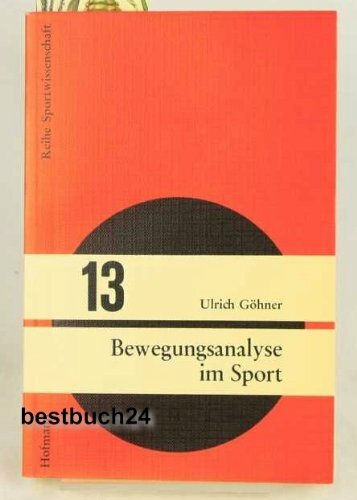 Reihe Sportwissenschaft
13
Ulrich Göhner
Bewegungsanalyse
im Sport
bestbuch24